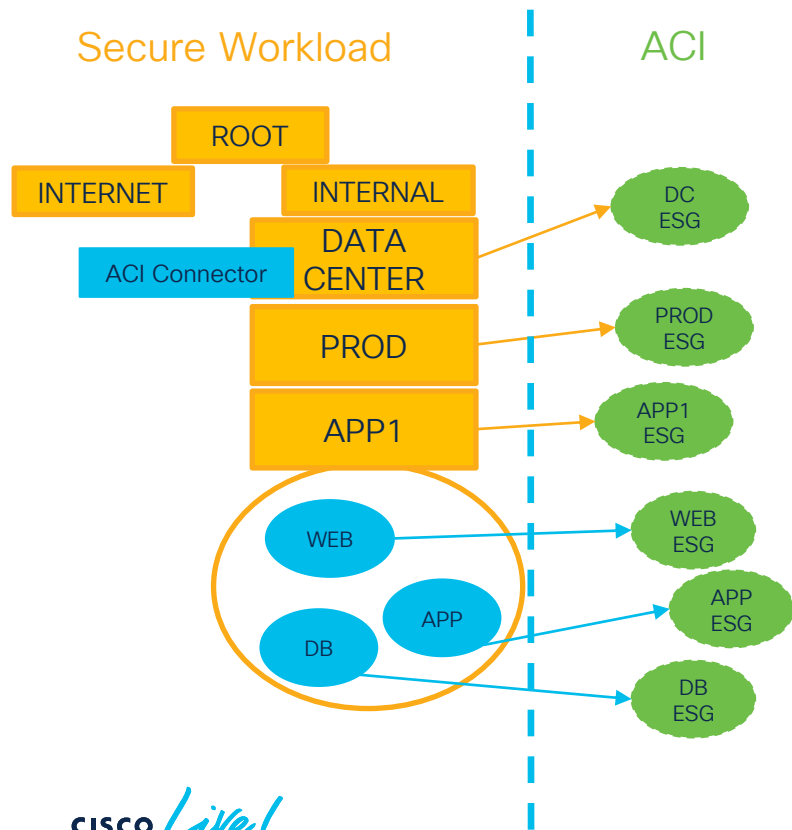 Secure Workload
ACI
ROOT
INTERNET
INTERNAL
DC
ESG
DATA
CENTER
ACI Connector
PROD
PROD
ESG
APP1
APP1
ESG
WEB
WEB
ESG
APP
APP
ESG
DB
DB
ESG
CISCO Live!